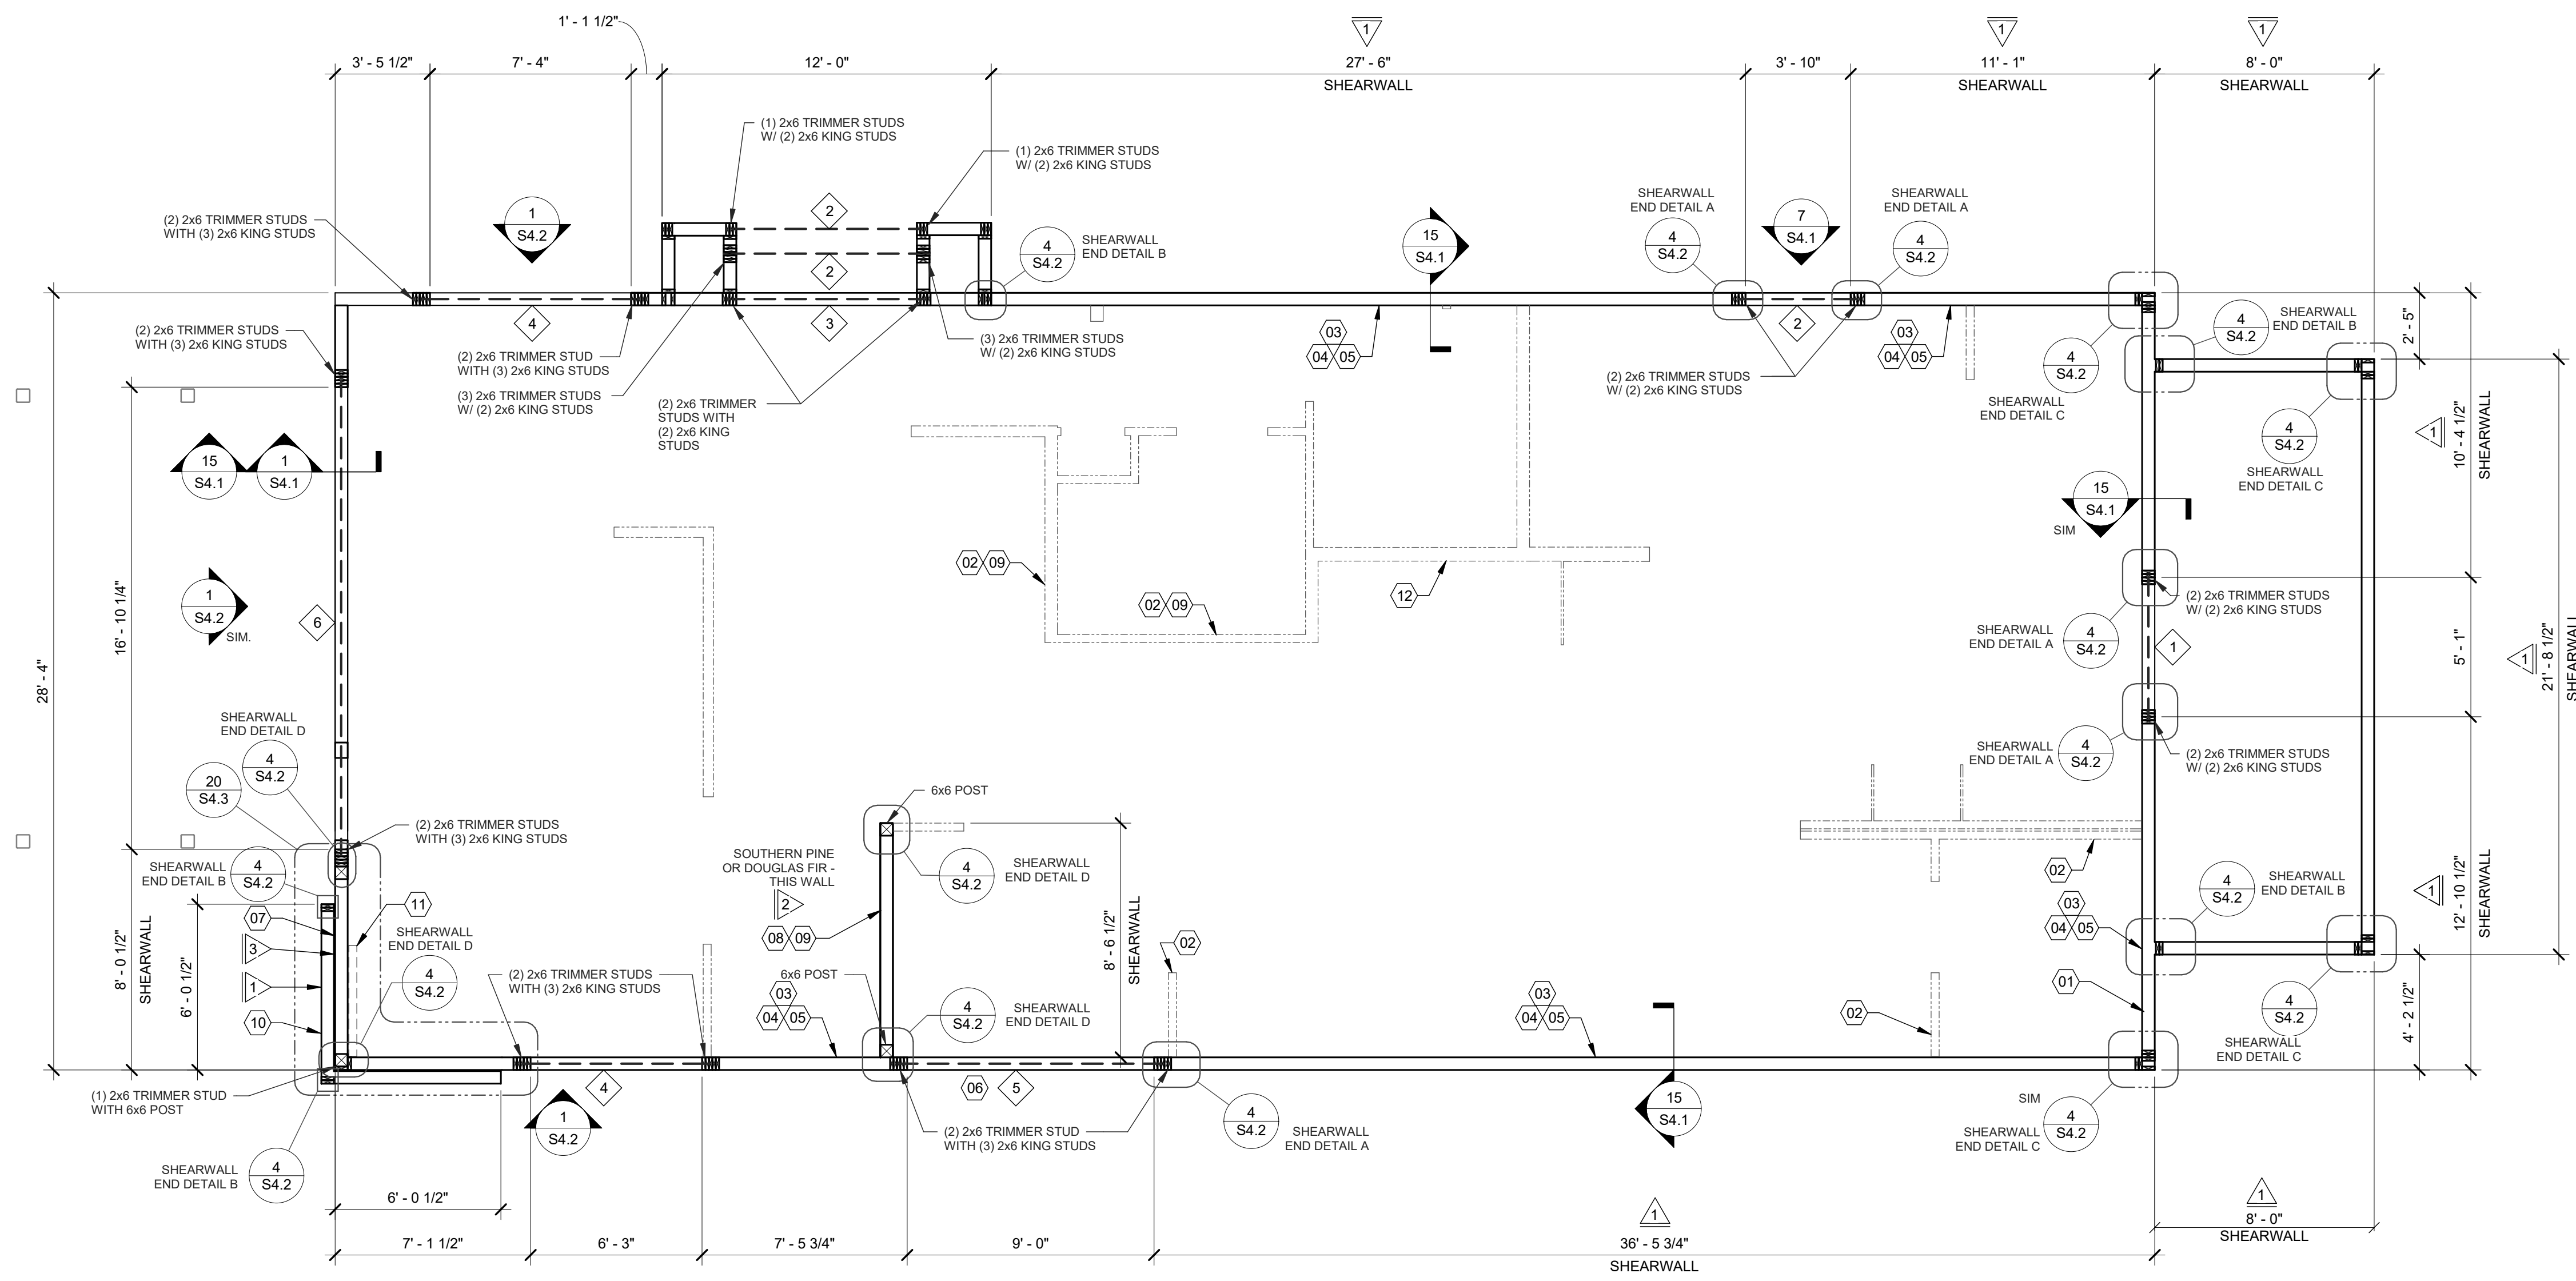 1' - 1 1/2"
1
1
1
3' - 5 1/2"
7' - 4"
12' - 0"
27' - 6"
SHEARWALL
3' - 10"
11' - 1"
SHEARWALL
8' - 0"
SHEARWALL
(1) 2x6 TRIMMER STUDS
W/ (2) 2x6 KING STUDS
(1) 2x6 TRIMMER STUDS
W/ (2) 2x6 KING STUDS
(2) 2x6 TRIMMER STUDS
WITH (3) 2x6 KING STUDS
1
S4.2
2
2
4
S4.2
SHEARWALL
END DETAIL B
15
S4.1
SHEARWALL
END DETAIL A
4
S4.2
7
S4.1
SHEARWALL
END DETAIL A
4
S4.2
(2) 2x6 TRIMMER STUDS
WITH (3) 2x6 KING STUDS
4
3
(2) 2x6 TRIMMER STUD
WITH (3) 2x6 KING STUDS
(3) 2x6 TRIMMER STUDS
W/ (2) 2x6 KING STUDS
(2) 2x6 TRIMMER
STUDS WITH
(2) 2x6 KING
STUDS
(3) 2x6 TRIMMER STUDS
W/ (2) 2x6 KING STUDS
03
04 05
2
(2) 2x6 TRIMMER STUDS
W/ (2) 2x6 KING STUDS
03
04 05
4
S4.2
SHEARWALL
END DETAIL C
4
S4.2
SHEARWALL
END DETAIL B
2' - 5"
4
S4.2
SHEARWALL
END DETAIL C
1
10' - 4 1/2"
SHEARWALL
15
S4.1
1
S4.1
15
S4.1
SIM
28' - 4"
16' - 10 1/4"
1
S4.2
SIM.
6
02 09
02 09
12
(2) 2x6 TRIMMER STUDS
W/ (2) 2x6 KING STUDS
SHEARWALL
END DETAIL A
4
S4.2
1
5' - 1"
1
21' - 8 1/2"
SHEARWALL
SHEARWALL
END DETAIL A
4
S4.2
(2) 2x6 TRIMMER STUDS
W/ (2) 2x6 KING STUDS
SHEARWALL
END DETAIL D
4
S4.2
20
S4.3
(2) 2x6 TRIMMER STUDS
WITH (3) 2x6 KING STUDS
6x6 POST
SHEARWALL
END DETAIL B
4
S4.2
SOUTHERN PINE
OR DOUGLAS FIR -
THIS WALL
2
08 09
4
S4.2
SHEARWALL
END DETAIL D
02
4
S4.2
SHEARWALL
END DETAIL B
1
12' - 10 1/2"
SHEARWALL
03
04 05
8' - 0 1/2"
SHEARWALL
6' - 0 1/2"
07
11
3
1
10
SHEARWALL
END DETAIL D
4
S4.2
8' - 6 1/2"
SHEARWALL
02
(2) 2x6 TRIMMER STUDS
WITH (3) 2x6 KING STUDS
6x6 POST
03
04 05
4
S4.2
SHEARWALL
END DETAIL D
03
04 05
02
01
4
S4.2
SHEARWALL
END DETAIL C
4' - 2 1/2"
(1) 2x6 TRIMMER STUD
WITH 6x6 POST
4
06
5
1
S4.2
(2) 2x6 TRIMMER STUD
WITH (3) 2x6 KING STUDS
4
S4.2
SHEARWALL
END DETAIL A
15
S4.1
SIM
4
S4.2
SHEARWALL
END DETAIL C
SHEARWALL
END DETAIL B
4
S4.2
6' - 0 1/2"
1
1
8' - 0"
SHEARWALL
7' - 1 1/2"
6' - 3"
7' - 5 3/4"
9' - 0"
36' - 5 3/4"
SHEARWALL